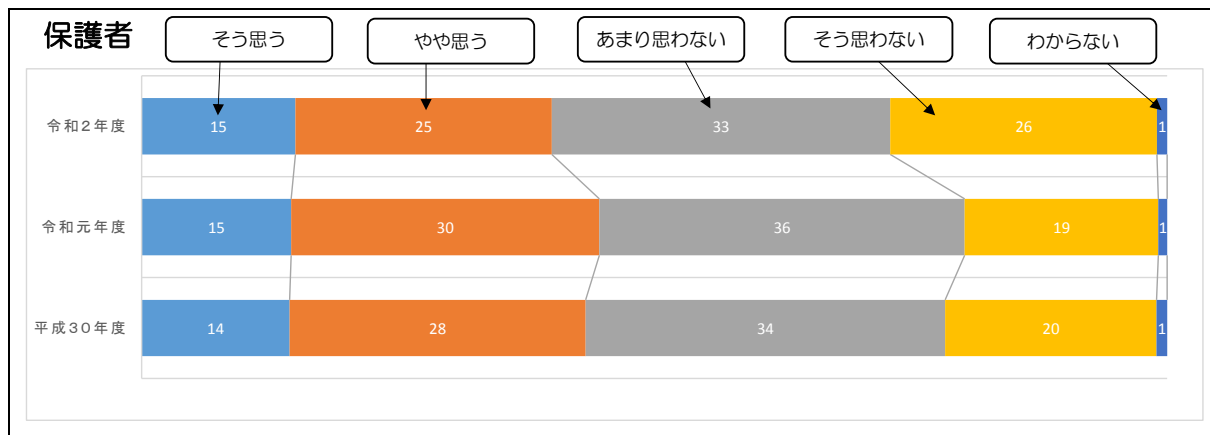 保護者
そう思う
やや思う
あまり思わない
そう思わない
わからない
令和2年度
15
25
33
26
1
令和元年度
15
30
36
19
1
平成30年度
14
28
34
20
1